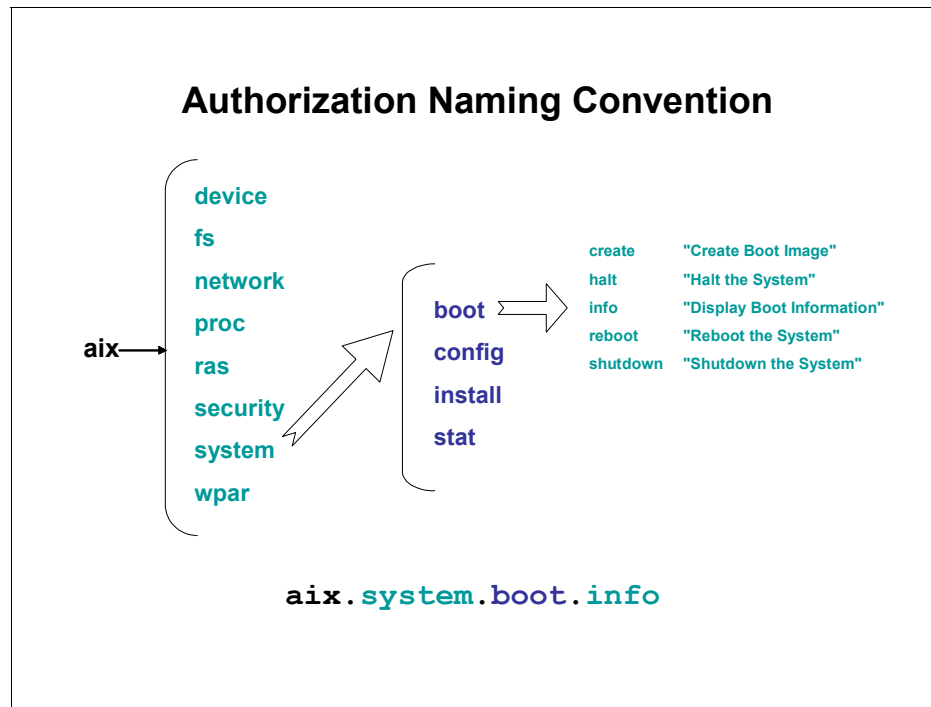 Authorization Naming Convention
aix
device
fs
network
proc
ras
security
system
wpar
boot
config
install
stat
create "Create Boot Image"
halt "Halt the System"
info "Display Boot Information"
reboot "Reboot the System"
shutdown "Shutdown the System"
aix.system.boot.info